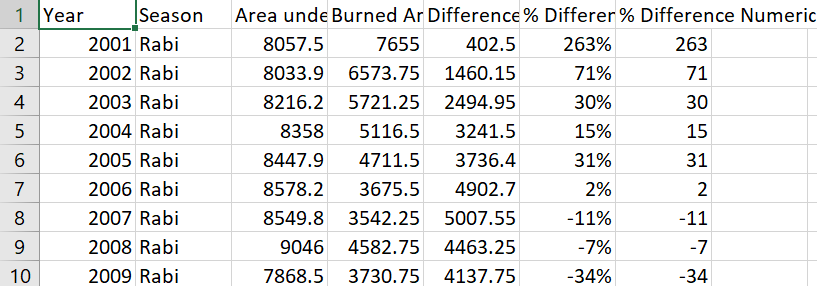 1 Year Season Area unde Burned Ar Difference % Differer % Difference Numeric
2 2001 Rabi 8057.5 7655 402.5 263% 263
3 2002 Rabi 8033.9 6573.75 1460.15 71% 71
4 2003 Rabi 8216.2 5721.25 2494.95 30% 30
5 2004 Rabi 8358 5116.5 3241.5 15% 15
6 2005 Rabi 8447.9 4711.5 3736.4 31% 31
7 2006 Rabi 8578.2 3675.5 4902.7 2% 2
8 2007 Rabi 8549.8 3542.25 5007.55 -11% -11
9 2008 Rabi 9046 4582.75 4463.25 -7% -7
10 2009 Rabi 7868.5 3730.75 4137.75 -34% -34